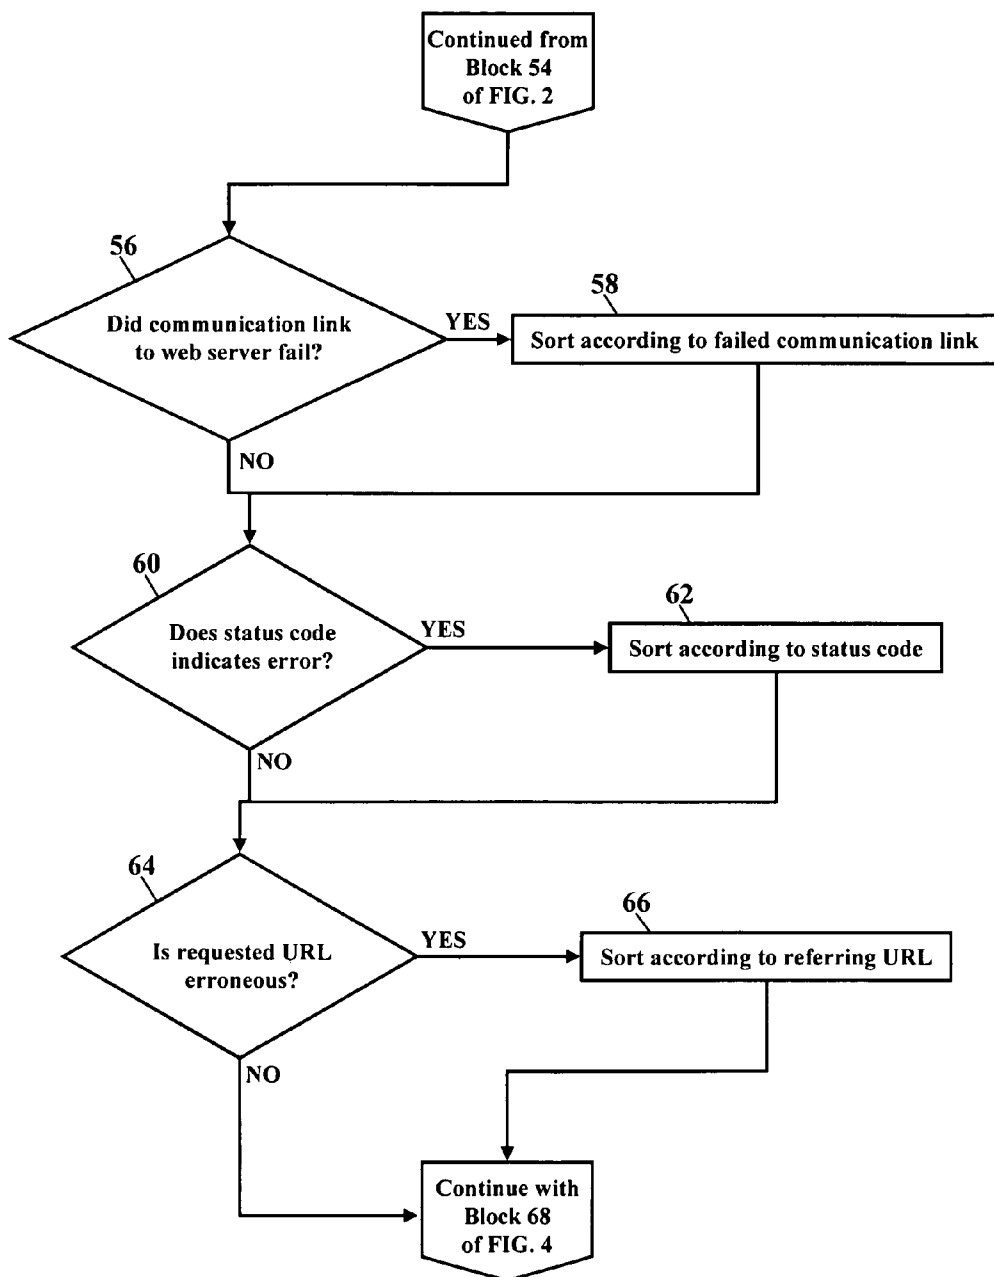 Continued from
Block 54
of FIG. 2
56
Did communication link
to web server fail?
YES
58
Sort according to failed communication link
NO
60
Does status code
indicates error?
YES
62
Sort according to status code
NO
64
Is requested URL
erroneous?
YES
66
Sort according to referring URL
NO
Continue with
Block 68
of FIG. 4